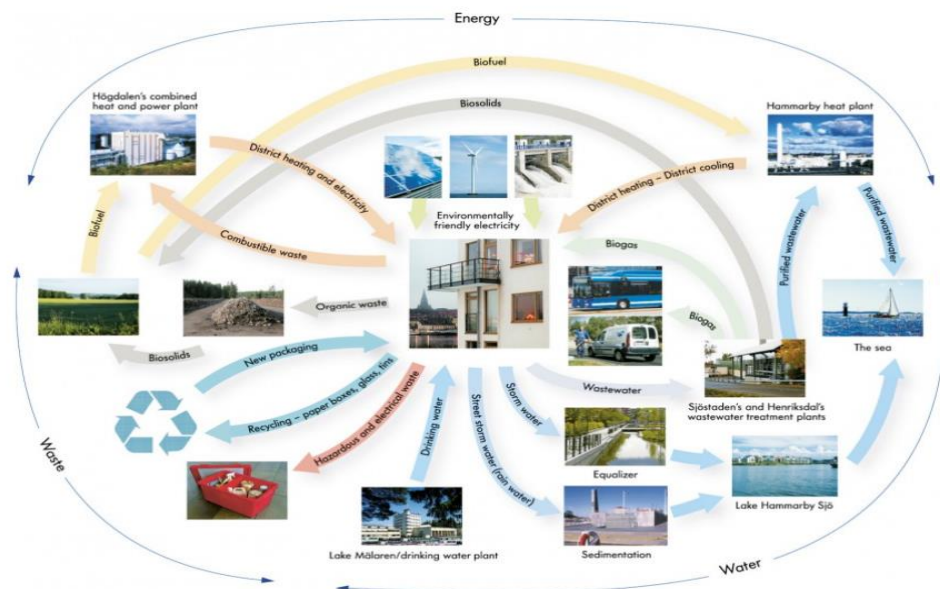 Energy
Biofuel
Biosolids
Högdalen's combined
heat and power plant
Hammarby heat plant
District heating and electricity
District heating – District cooling
Environmentally
friendly electricity
Biofuel
Combustible waste
Biogas
Purified wastewater
Purified wastewater
Organic waste
Biogas
The sea
Biosolids
New packaging
Recycling – paper boxes, glass, tins
Hazardous and electrical waste
Drinking water
Street storm water (rain water)
Storm water
Wastewater
Sjöstaden's and Henriksdal's
wastewater treatment plants
Waste
Equalizer
Lake Hammarby Sjö
Lake Mälaren/drinking water plant
Sedimentation
Water